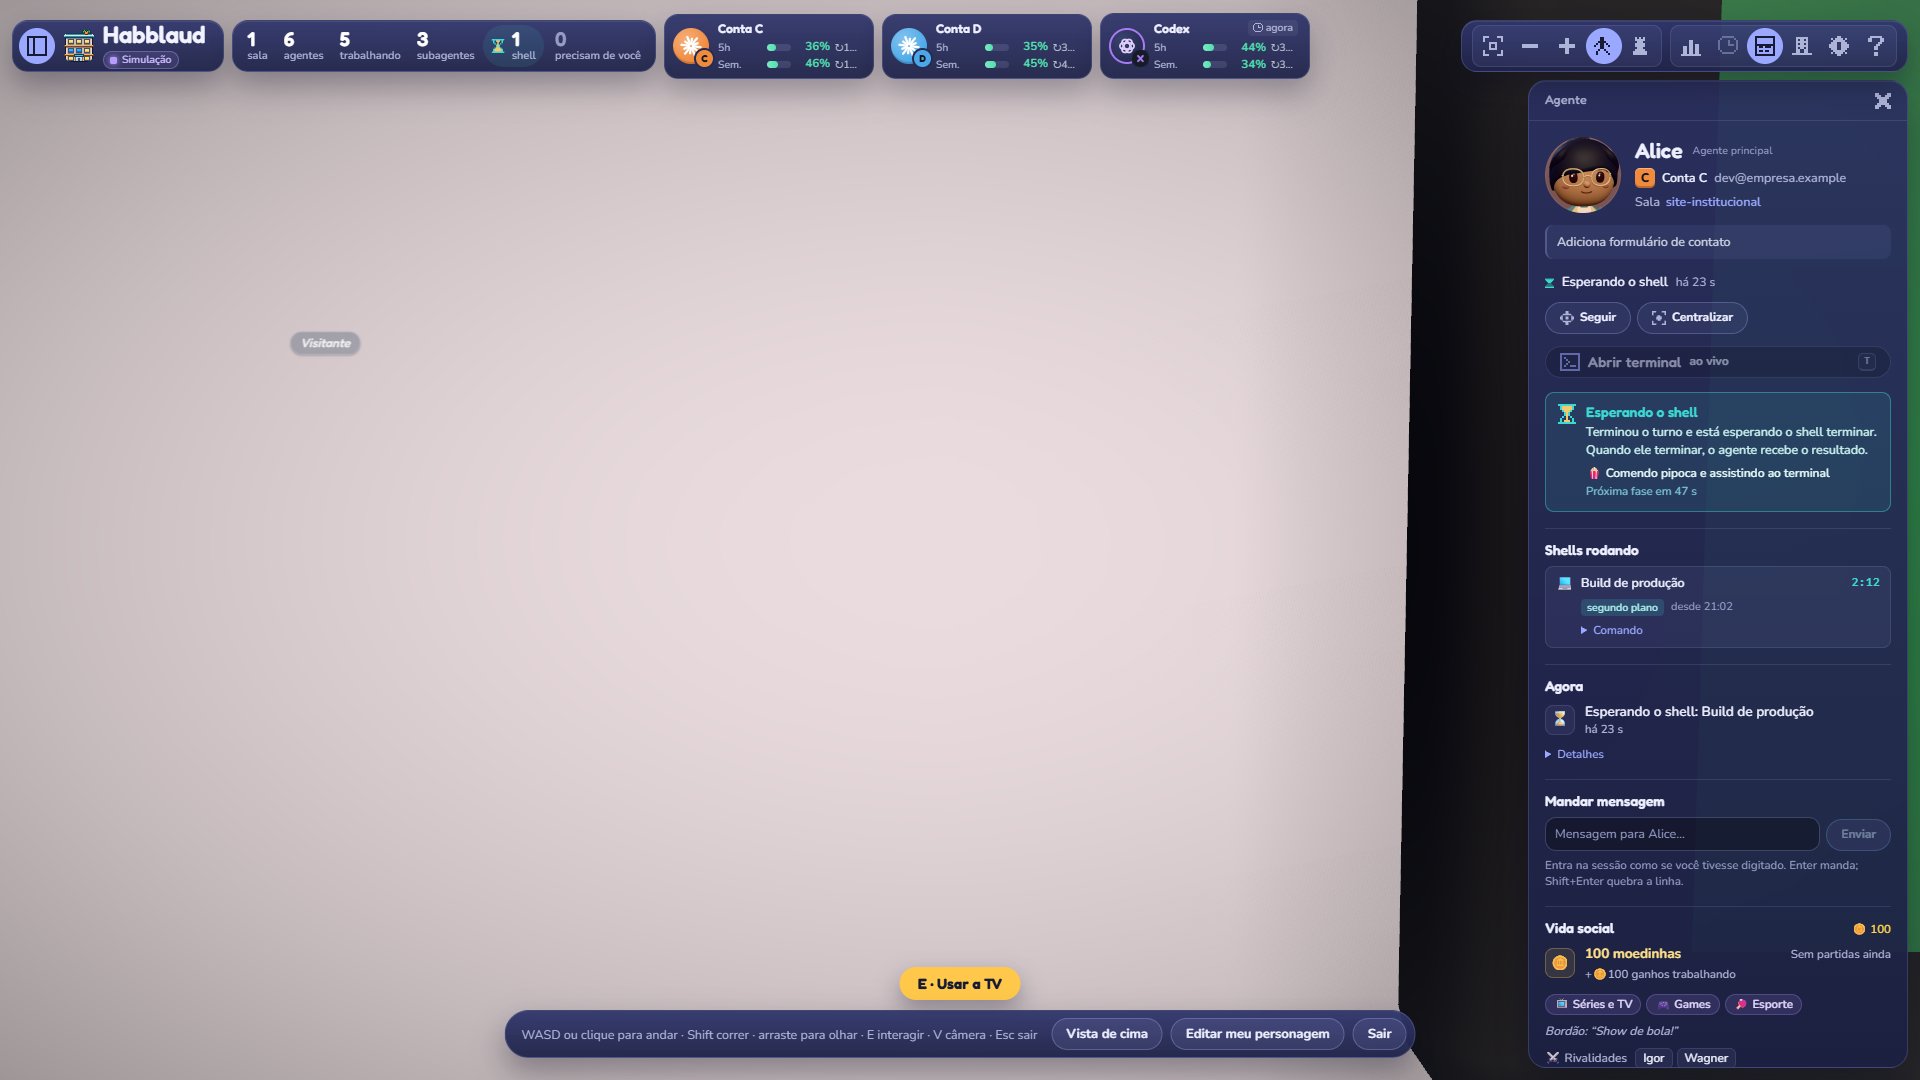 Habblaud
Simulação
1 sala
6 agentes
5 trabalhando
3 subagentes
1 shell
0 precisam de você
Conta C
5h 36% ↻1...
Sem. 46% ↻1...
C
Conta D
5h 35% ↻3...
Sem. 45% ↻4...
D
Codex agora
5h 44% ↻3...
Sem. 34% ↻3...
X
?
Agente
Alice Agente principal
C Conta C dev@empresa.example
Sala site-institucional
Adiciona formulário de contato
Esperando o shell há 23 s
Seguir Centralizar
Abrir terminal ao vivo T
Esperando o shell
Terminou o turno e está esperando o shell terminar.
Quando ele terminar, o agente recebe o resultado.
Comendo pipoca e assistindo ao terminal
Próxima fase em 47 s
Shells rodando
Build de produção 2:12
segundo plano desde 21:02
Comando
Agora
Esperando o shell: Build de produção
há 23 s
Detalhes
Mandar mensagem
Mensagem para Alice... Enviar
Entra na sessão como se você tivesse digitado. Enter manda;
Shift+Enter quebra a linha.
Vida social 100
100 moedinhas Sem partidas ainda
+ 100 ganhos trabalhando
Séries e TV Games Esporte
Bordão: “Show de bola!”
Rivalidades Igor Wagner
Visitante
E · Usar a TV
WASD ou clique para andar · Shift correr · arraste para olhar · E interagir · V câmera · Esc sair
Vista de cima Editar meu personagem Sair